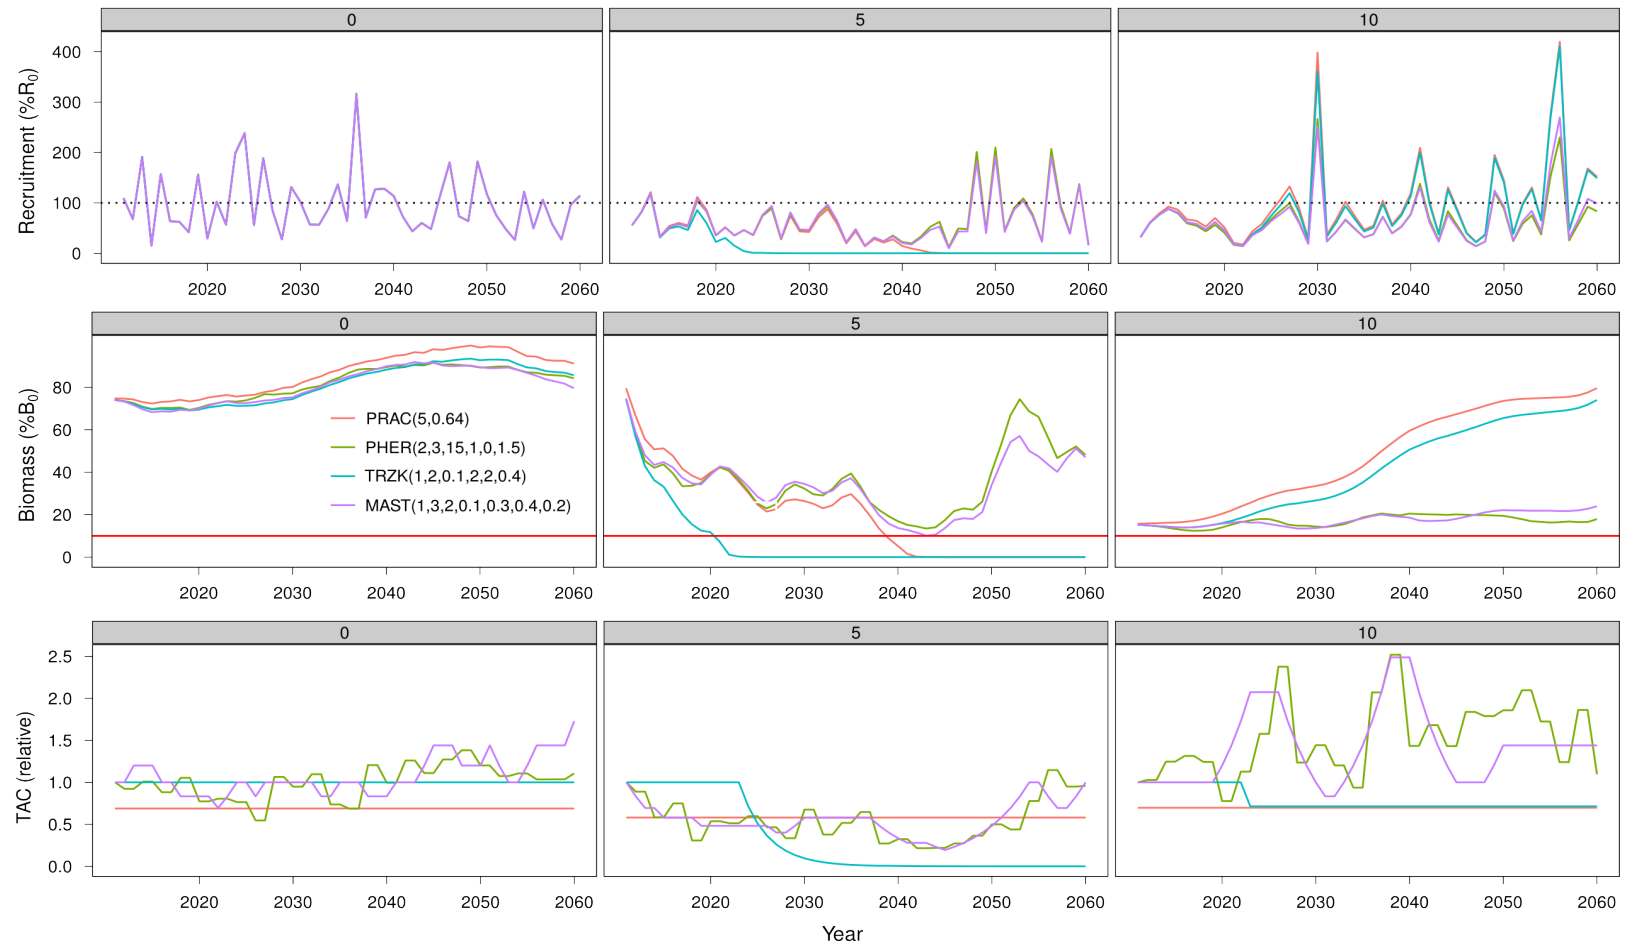 0 5 10
Recruitment (%R0)
400
300
200
100
0
2020 2030 2040 2050 2060 2020 2030 2040 2050 2060 2020 2030 2040 2050 2060
0 5 10
Biomass (%B0)
80
60
40
20
0
PRAC(5,0.64)
PHER(2,3,15,1,0,1.5)
TRZK(1,2,0.1,2,2,0.4)
MAST(1,3,2,0.1,0.3,0.4,0.2)
2020 2030 2040 2050 2060 2020 2030 2040 2050 2060 2020 2030 2040 2050 2060
0 5 10
TAC (relative)
2.5
2.0
1.5
1.0
0.5
0.0
2020 2030 2040 2050 2060 2020 2030 2040 2050 2060 2020 2030 2040 2050 2060
Year